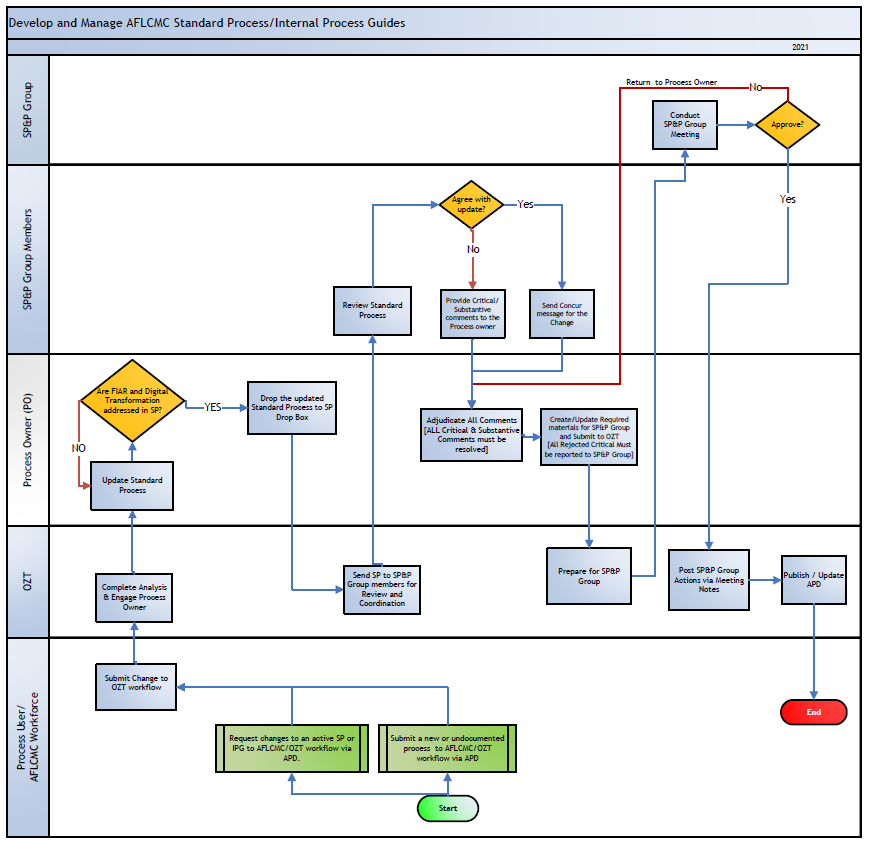 Develop and Manage AFLCMC Standard Process/Internal Process Guides
2021
SP&P Group
Return to Process Owner
No
Conduct
SP&P Group
Meeting
Approve?
Yes
SP&P Group Members
Agree with
update?
Yes
No
Review Standard
Process
Provide Critical/
Substantive
comments to the
Process owner
Send Concur
message for the
Change
Process Owner (PO)
Are FIAR and Digital
Transformation
addressed in SP?
YES
NO
Drop the updated
Standard Process to SP
Drop Box
Update Standard
Process
Adjudicate All Comments
[ALL Critical & Substantive
Comments must be
resolved]
Create/Update Required
materials for SP&P Group
and Submit to OZT
[All Rejected Critical Must
be reported to SP&P Group]
OZT
Complete Analysis
& Engage Process
Owner
Send SP to SP&P
Group members for
Review and
Coordination
Prepare for SP&P
Group
Post SP&P Group
Actions via Meeting
Notes
Publish / Update
APD
Process User/
AFLCMC Workforce
Submit Change to
OZT workflow
Request changes to an active SP or
IPG to AFLCMC/OZT workflow via
APD.
Submit a new or undocumented
process to AFLCMC/OZT
workflow via APD
Start
End